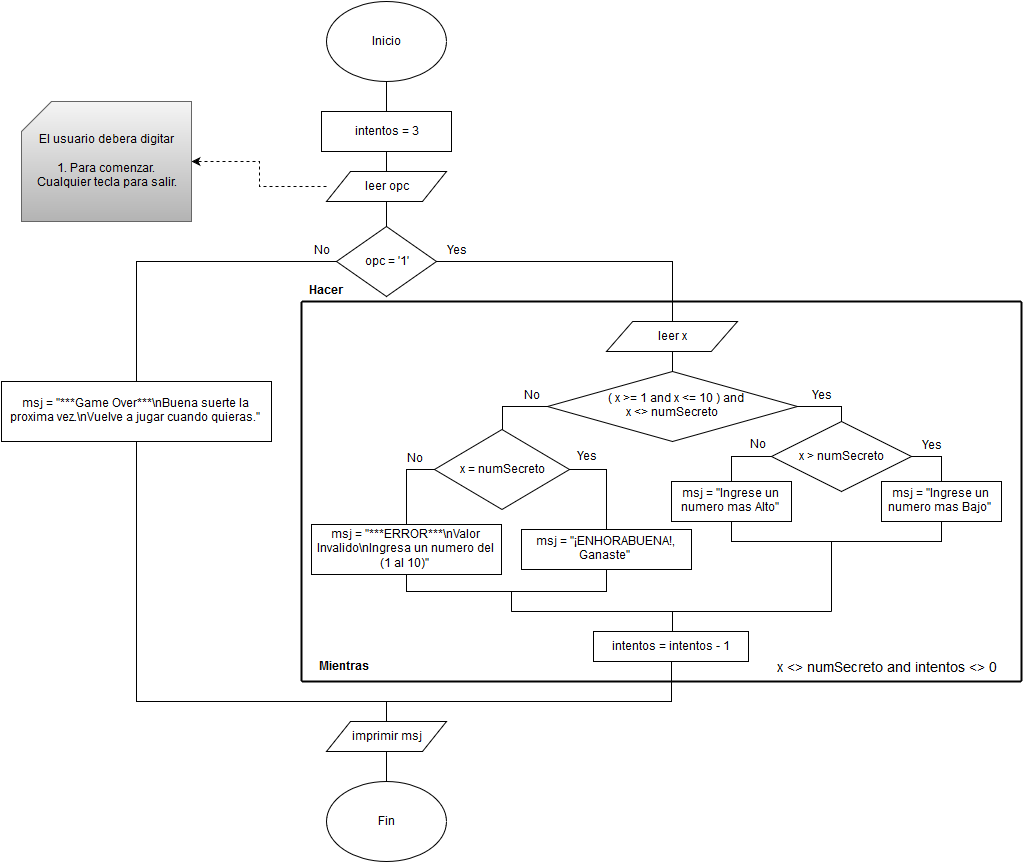 Inicio
intentos = 3
El usuario debera digitar
1. Para comenzar.
Cualquier tecla para salir.
leer opc
No
Yes
opc = '1'
Hacer
leer x
No
Yes
( x >= 1 and x <= 10 ) and
x <> numSecreto
msj = "***Game Over***\nBuena suerte la
proxima vez.\nVuelve a jugar cuando quieras."
No
Yes
x = numSecreto
No
Yes
x > numSecreto
msj = "Ingrese un
numero mas Alto"
msj = "Ingrese un
numero mas Bajo"
msj = "***ERROR***\nValor
Invalido\nIngresa un numero del
(1 al 10)"
msj = "¡ENHORABUENA!,
Ganaste"
intentos = intentos - 1
Mientras
x <> numSecreto and intentos <> 0
imprimir msj
Fin